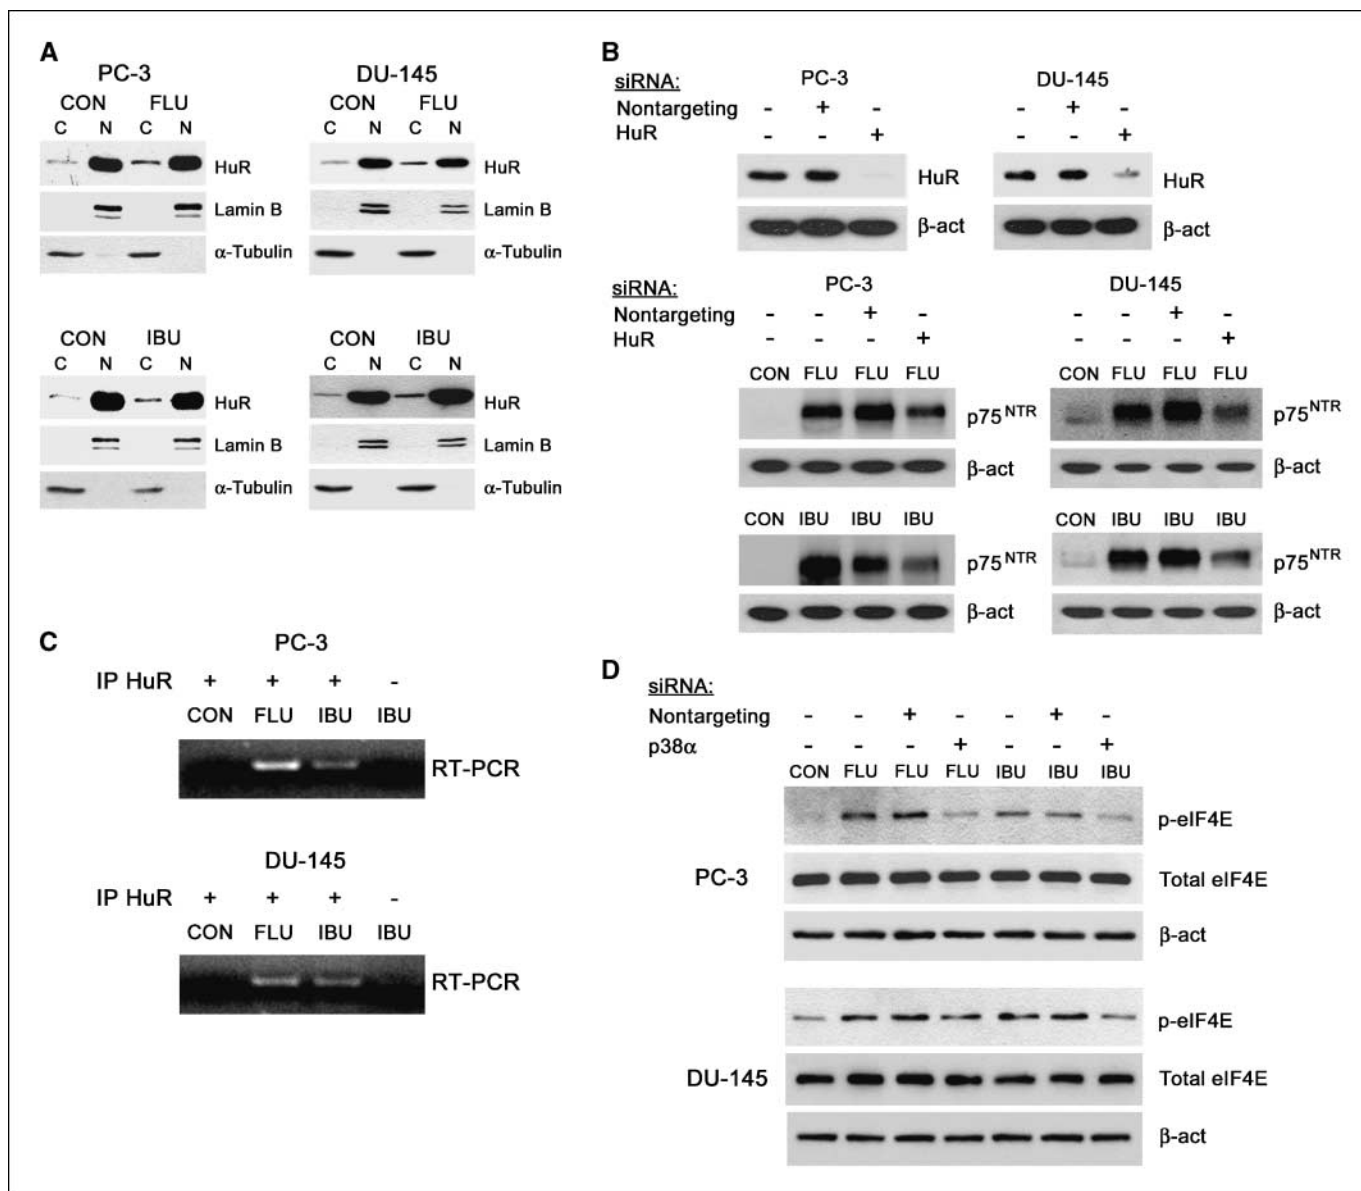 A
PC-3
DU-145
CON FLU
CON FLU
C N C N
C N C N
HuR
HuR
Lamin B
Lamin B
α-Tubulin
α-Tubulin
CON IBU
CON IBU
C N C N
C N C N
HuR
HuR
Lamin B
Lamin B
α-Tubulin
α-Tubulin
B
siRNA:
PC-3
DU-145
Nontargeting - + - - + -
HuR - - + - - +
HuR
HuR
β-act
β-act
siRNA:
PC-3
DU-145
Nontargeting - - + - - - + -
HuR - - - + - - - +
CON FLU FLU FLU
CON FLU FLU FLU
p75NTR
p75NTR
β-act
β-act
CON IBU IBU IBU
CON IBU IBU IBU
p75NTR
p75NTR
β-act
β-act
C
PC-3
IP HuR + + + -
CON FLU IBU IBU
RT-PCR
DU-145
IP HuR + + + -
CON FLU IBU IBU
RT-PCR
D
siRNA:
Nontargeting - - + - - + -
p38α - - - + - - +
CON FLU FLU FLU IBU IBU IBU
p-eIF4E
PC-3
Total eIF4E
β-act
p-eIF4E
DU-145
Total eIF4E
β-act